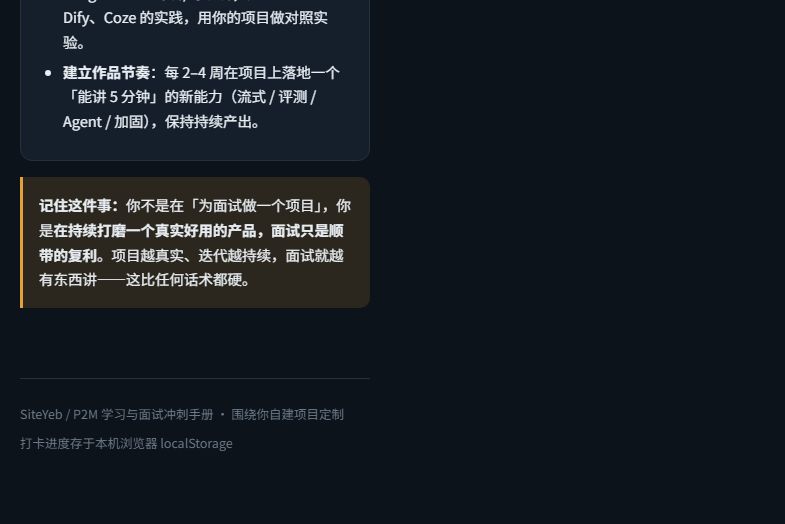 Dify、Coze 的实践，用你的项目做对照实
验。
建立作品节奏：每 2–4 周在项目上落地一个
「能讲 5 分钟」的新能力（流式 / 评测 /
Agent / 加固），保持持续产出。
记住这件事：你不是在「为面试做一个项目」，你
是在持续打磨一个真实好用的产品，面试只是顺
带的复利。项目越真实、迭代越持续，面试就越
有东西讲——这比任何话术都硬。
SiteYeb / P2M 学习与面试冲刺手册 · 围绕你自建项目定制
打卡进度存于本机浏览器 localStorage